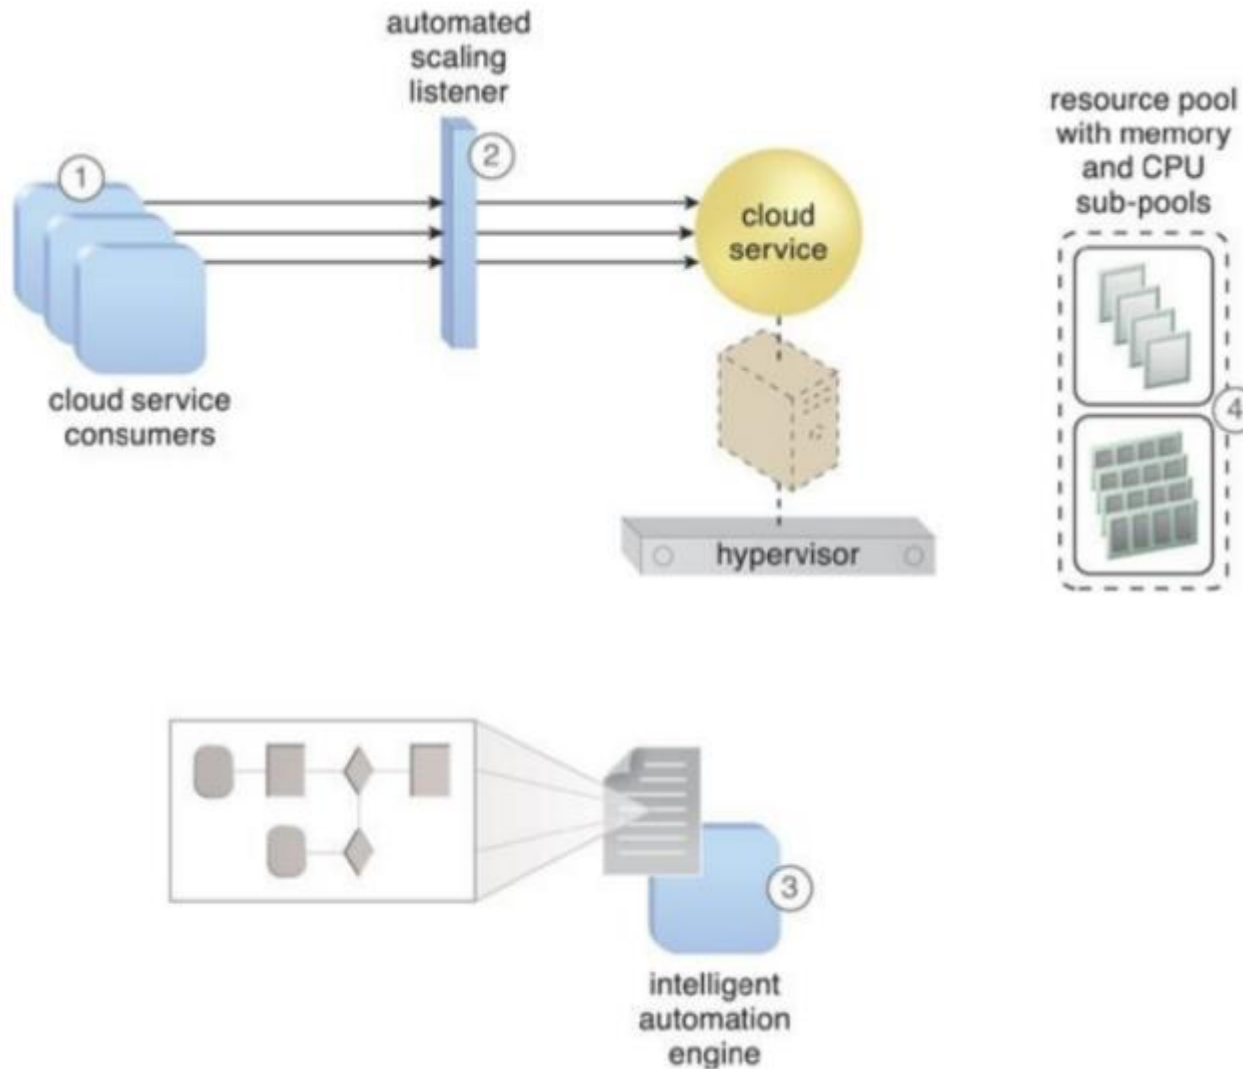 automated
scaling
listener
resource pool
with memory
and CPU
sub-pools
1
2
cloud
service
4
cloud service
consumers
hypervisor
3
intelligent
automation
engine